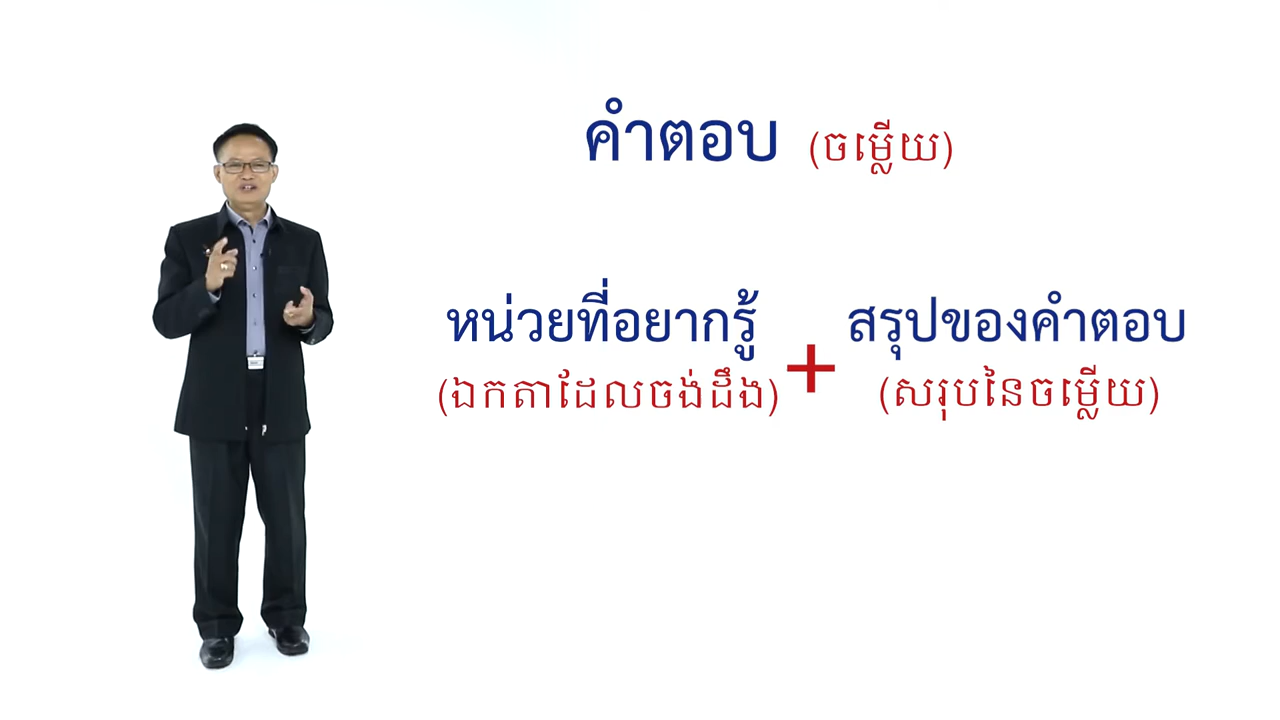 คำตอบ (ចម្លើយ)
หน่วยที่อยากรู้ + สรุปของคำตอบ
(ឯកតាដែលចង់ដឹង) (សរុបនៃចម្លើយ)